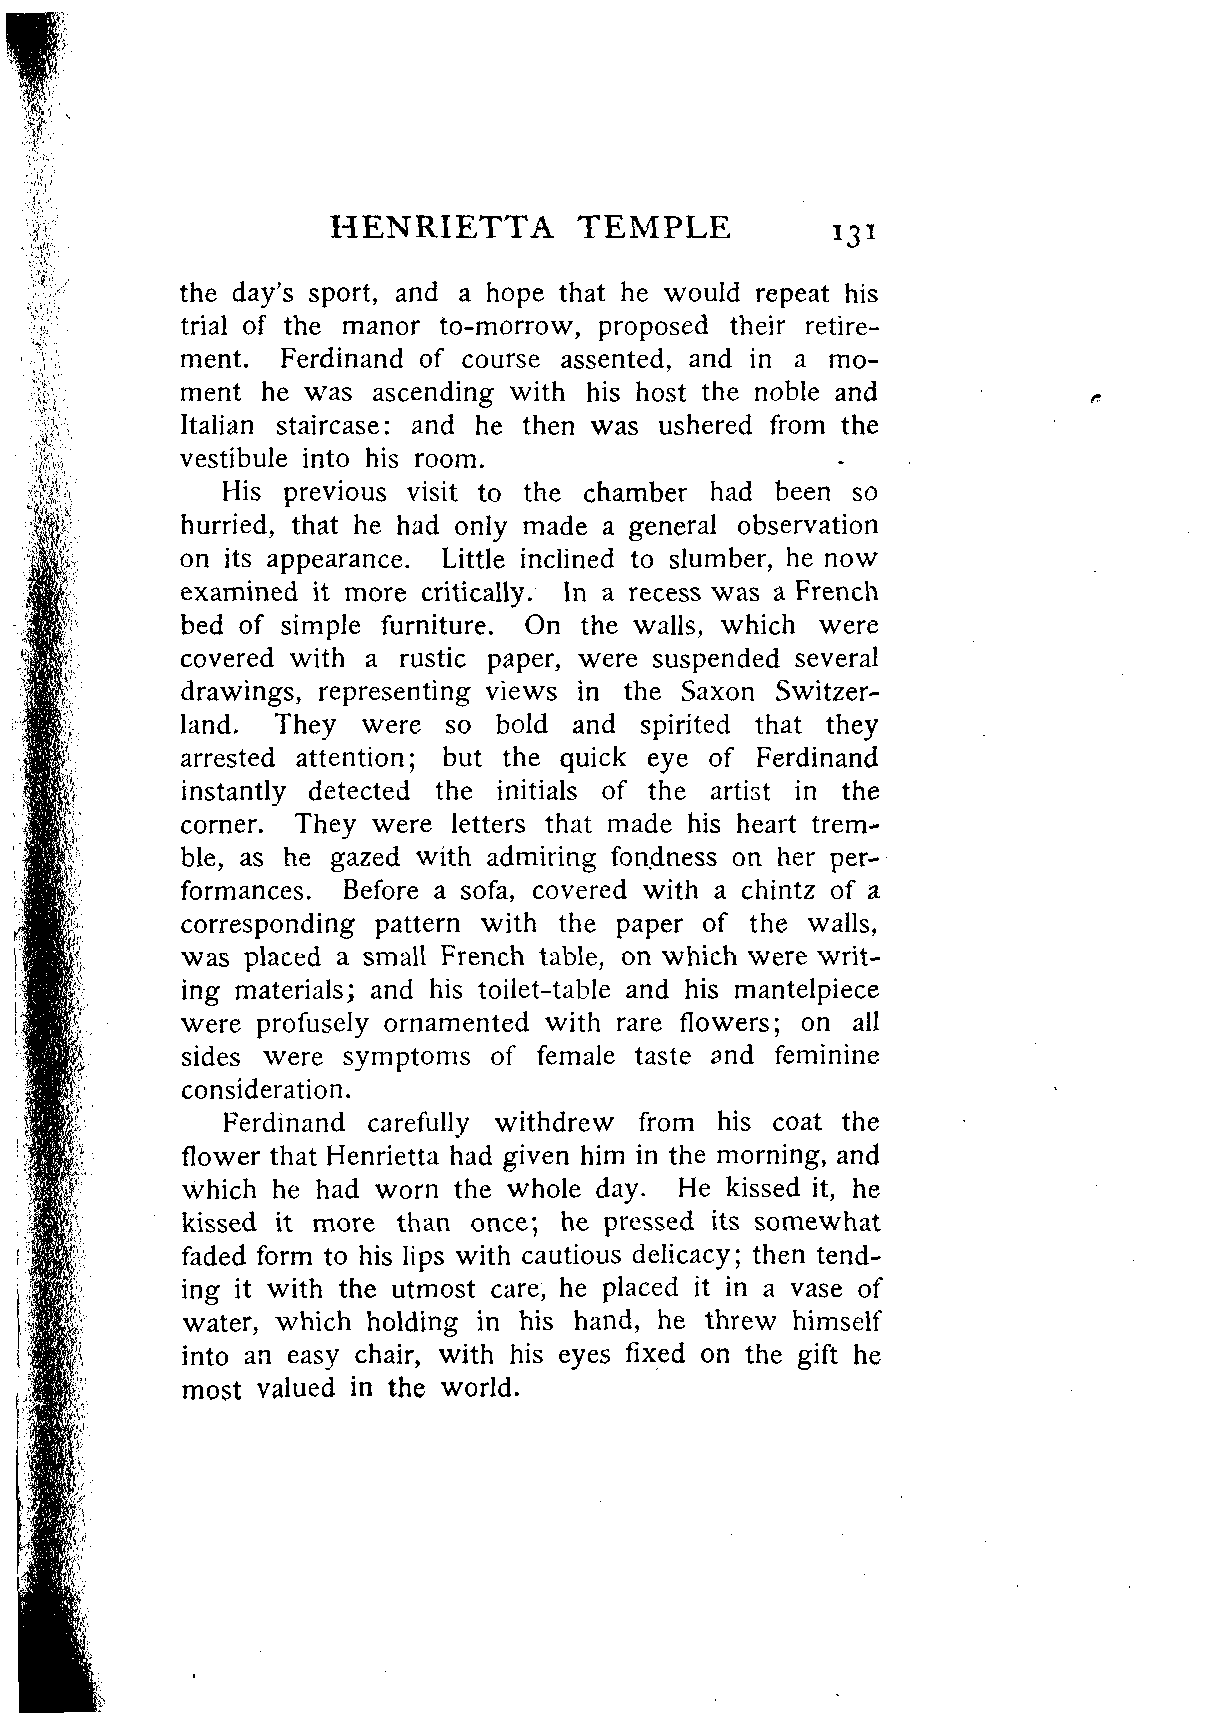 HENRIETTA TEMPLE 131
the day's sport, and a hope that he would repeat his
trial of the manor to-morrow, proposed their retire-
ment. Ferdinand of course assented, and in a mo-
ment he was ascending with his host the noble and
Italian staircase: and he then was ushered from the
vestibule into his room.
His previous visit to the chamber had been so
hurried, that he had only made a general observation
on its appearance. Little inclined to slumber, he now
examined it more critically. In a recess was a French
bed of simple furniture. On the walls, which were
covered with a rustic paper, were suspended several
drawings, representing views in the Saxon Switzer-
land. They were so bold and spirited that they
arrested attention; but the quick eye of Ferdinand
instantly detected the initials of the artist in the
corner. They were letters that made his heart trem-
ble, as he gazed with admiring fondness on her per-
formances. Before a sofa, covered with a chintz of a
corresponding pattern with the paper of the walls,
was placed a small French table, on which were writ-
ing materials; and his toilet-table and his mantelpiece
were profusely ornamented with rare flowers; on all
sides were symptoms of female taste and feminine
consideration.
Ferdinand carefully withdrew from his coat the
flower that Henrietta had given him in the morning, and
which he had worn the whole day. He kissed it, he
kissed it more than once; he pressed its somewhat
faded form to his lips with cautious delicacy; then tend-
ing it with the utmost care, he placed it in a vase of
water, which holding in his hand, he threw himself
into an easy chair, with his eyes fixed on the gift he
most valued in the world.